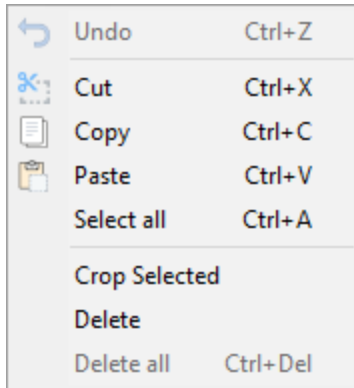 Undo Ctrl+Z
Cut Ctrl+X
Copy Ctrl+C
Paste Ctrl+V
Select all Ctrl+A
Crop Selected
Delete
Delete all Ctrl+Del